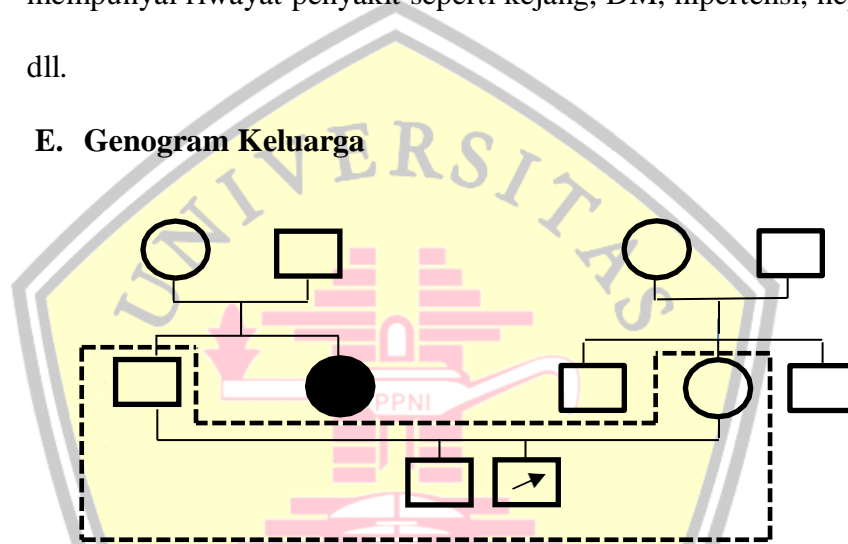 mempunyai riwayat penyakit seperti kejang, DM, hipertensi,
dll.
E. Genogram Keluarga
UNIVERSITAS
PPNI